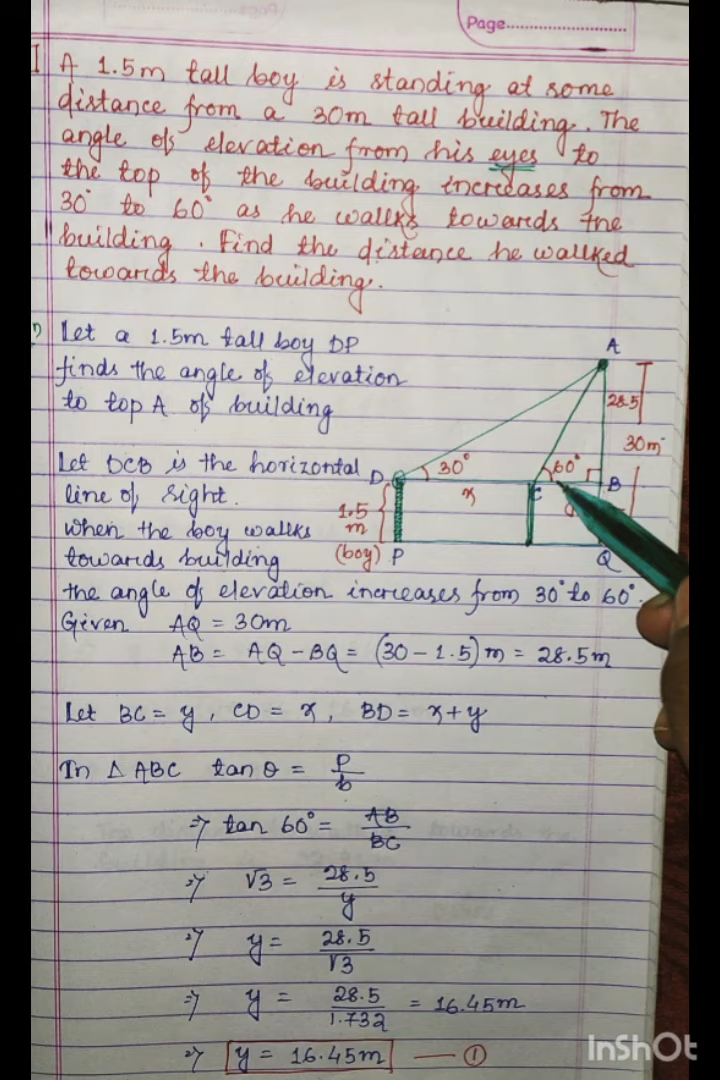 Page
A 1.5m tall boy is standing at some
distance from a 30m tall building. The
angle of elevation from his eyes to
the top of the building increases from
30° to 60° as he wallks towards the
building. Find the distance he wallked
towards the building.
Let a 1.5m tall boy DP
finds the angle of elevation
to top A of building
Let DCB is the horizontal
line of sight.
when the boy wallks
towards building
the angle of elevation increases from 30° to 60°.
A
28.5
30m
D 30° C 60° B
x
1.5
m
(boy) P Q
Given AQ = 30m
AB = AQ - BQ = (30 - 1.5) m = 28.5m
Let BC = y, CD = x, BD = x + y
In △ ABC tan θ = P/b
⇒ tan 60° = AB/BC
⇒ √3 = 28.5/y
⇒ y = 28.5/√3
⇒ y = 28.5/1.732 = 16.45m
⇒ y = 16.45m — ①
InShOt